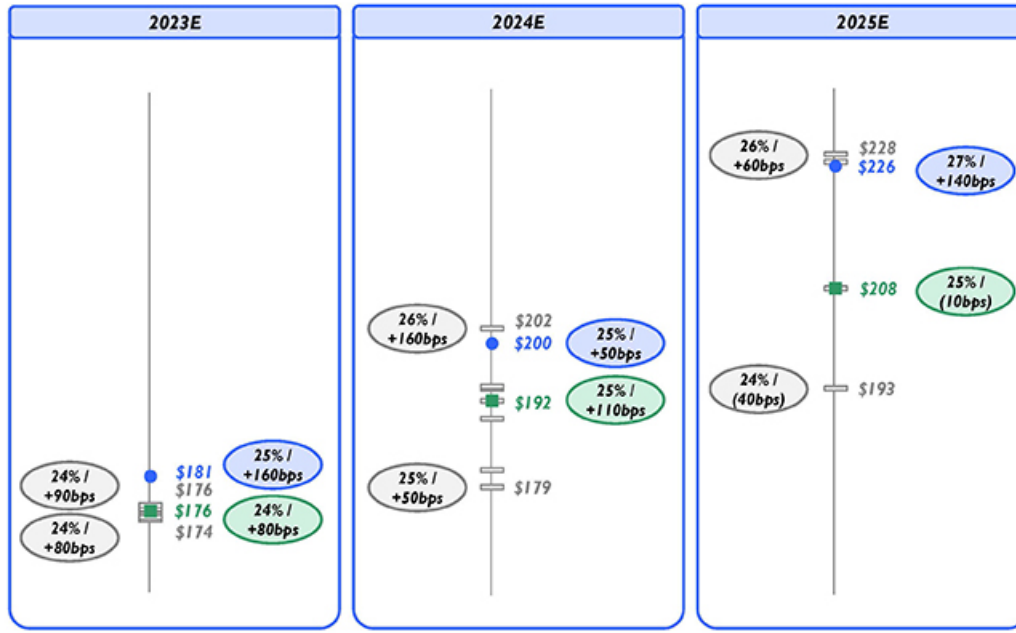 2023E
$181
$176
$176
$174
24% /
+90bps
24% /
+80bps
25% /
+160bps
24% /
+80bps
2024E
26% /
+160bps
$202
$200
25% /
+50bps
$192
25% /
+110bps
25% /
+50bps
$179
2025E
26% /
+60bps
$228
$226
27% /
+140bps
$208
25% /
(10bps)
24% /
(40bps)
$193